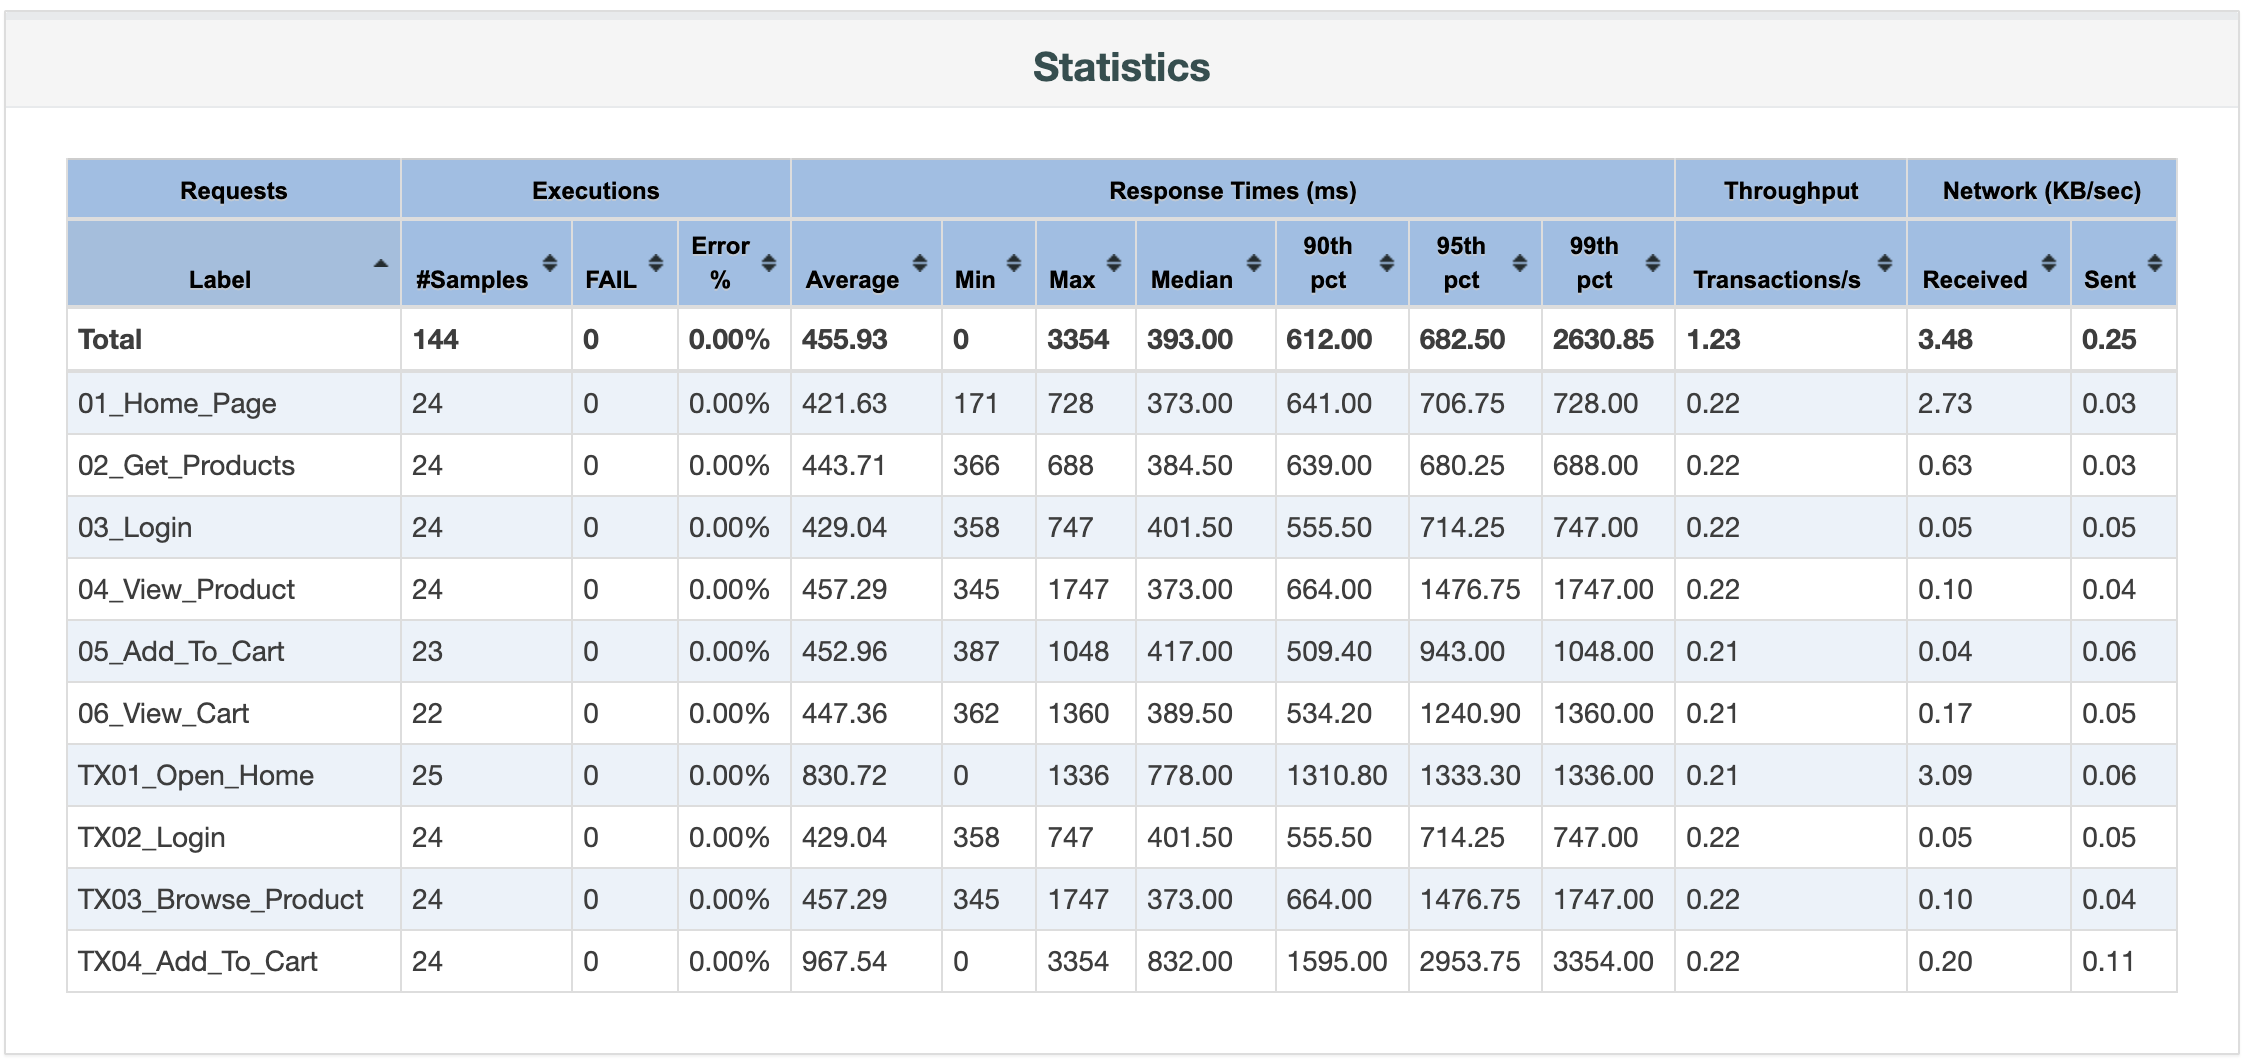 Statistics
Requests Executions Response Times (ms) Throughput Network (KB/sec)
Label #Samples FAIL Error % Average Min Max Median 90th pct 95th pct 99th pct Transactions/s Received Sent
Total 144 0 0.00% 455.93 0 3354 393.00 612.00 682.50 2630.85 1.23 3.48 0.25
01_Home_Page 24 0 0.00% 421.63 171 728 373.00 641.00 706.75 728.00 0.22 2.73 0.03
02_Get_Products 24 0 0.00% 443.71 366 688 384.50 639.00 680.25 688.00 0.22 0.63 0.03
03_Login 24 0 0.00% 429.04 358 747 401.50 555.50 714.25 747.00 0.22 0.05 0.05
04_View_Product 24 0 0.00% 457.29 345 1747 373.00 664.00 1476.75 1747.00 0.22 0.10 0.04
05_Add_To_Cart 23 0 0.00% 452.96 387 1048 417.00 509.40 943.00 1048.00 0.21 0.04 0.06
06_View_Cart 22 0 0.00% 447.36 362 1360 389.50 534.20 1240.90 1360.00 0.21 0.17 0.05
TX01_Open_Home 25 0 0.00% 830.72 0 1336 778.00 1310.80 1333.30 1336.00 0.21 3.09 0.06
TX02_Login 24 0 0.00% 429.04 358 747 401.50 555.50 714.25 747.00 0.22 0.05 0.05
TX03_Browse_Product 24 0 0.00% 457.29 345 1747 373.00 664.00 1476.75 1747.00 0.22 0.10 0.04
TX04_Add_To_Cart 24 0 0.00% 967.54 0 3354 832.00 1595.00 2953.75 3354.00 0.22 0.20 0.11